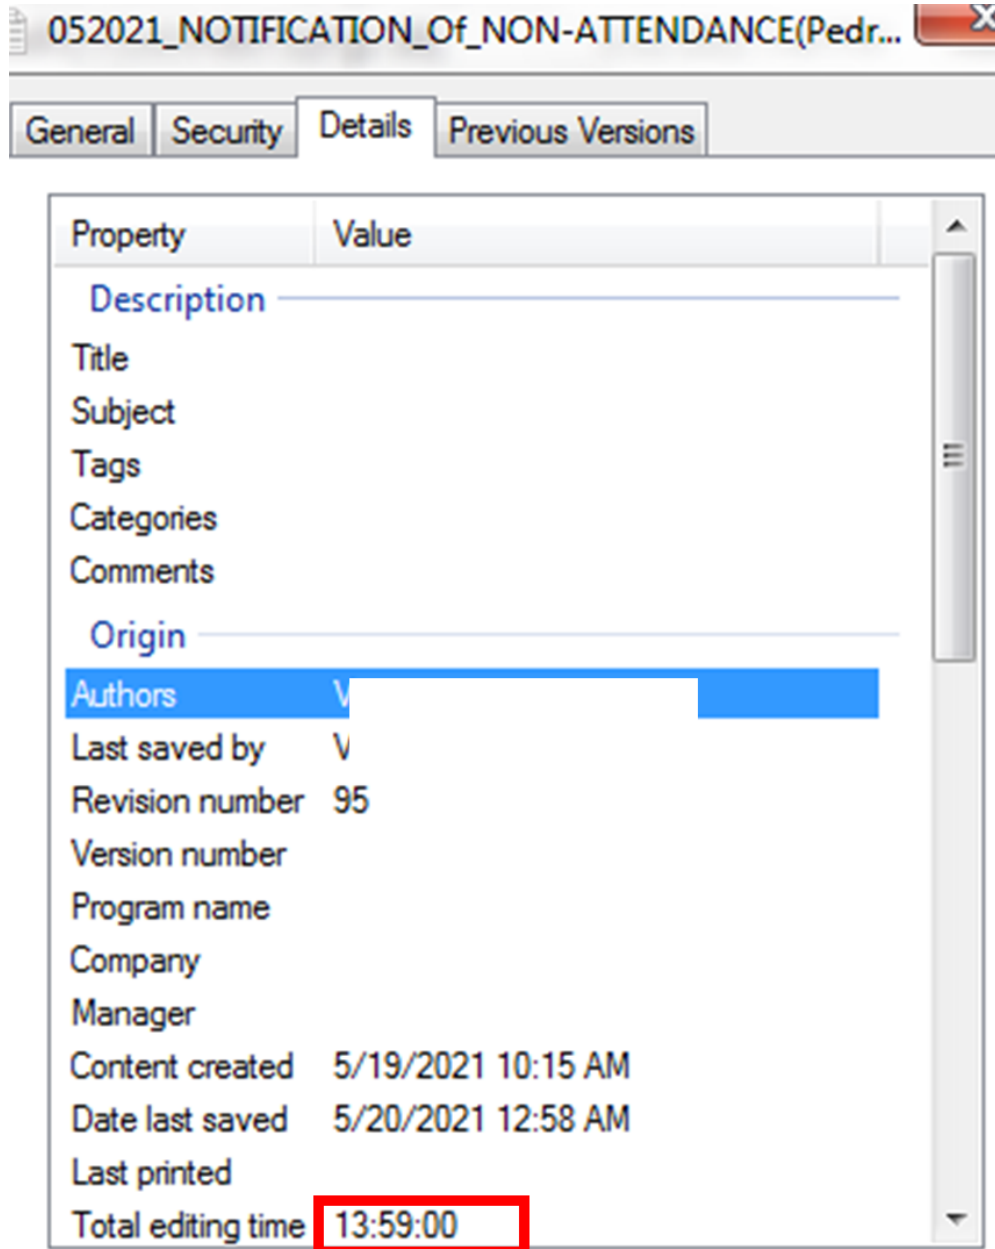 052021_NOTIFICATION_Of_NON-ATTENDANCE(Pedr...
General Security Details Previous Versions
Property Value
Description
Title
Subject
Tags
Categories
Comments
Origin
Authors V
Last saved by V
Revision number 95
Version number
Program name
Company
Manager
Content created 5/19/2021 10:15 AM
Date last saved 5/20/2021 12:58 AM
Last printed
Total editing time 13:59:00